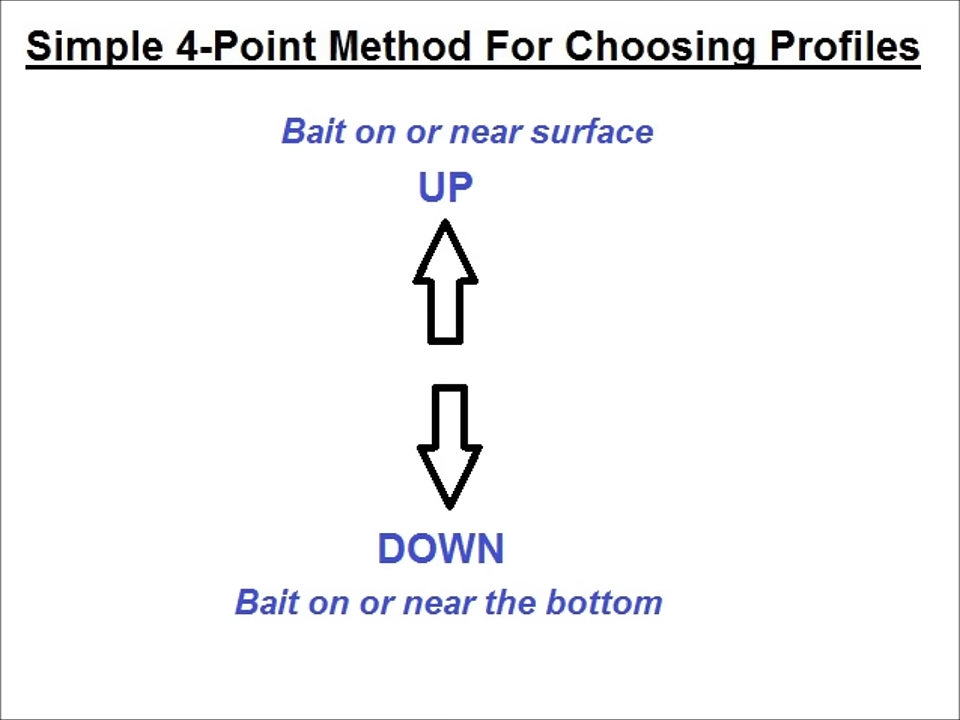 Simple 4-Point Method For Choosing Profiles
Bait on or near surface
UP
DOWN
Bait on or near the bottom